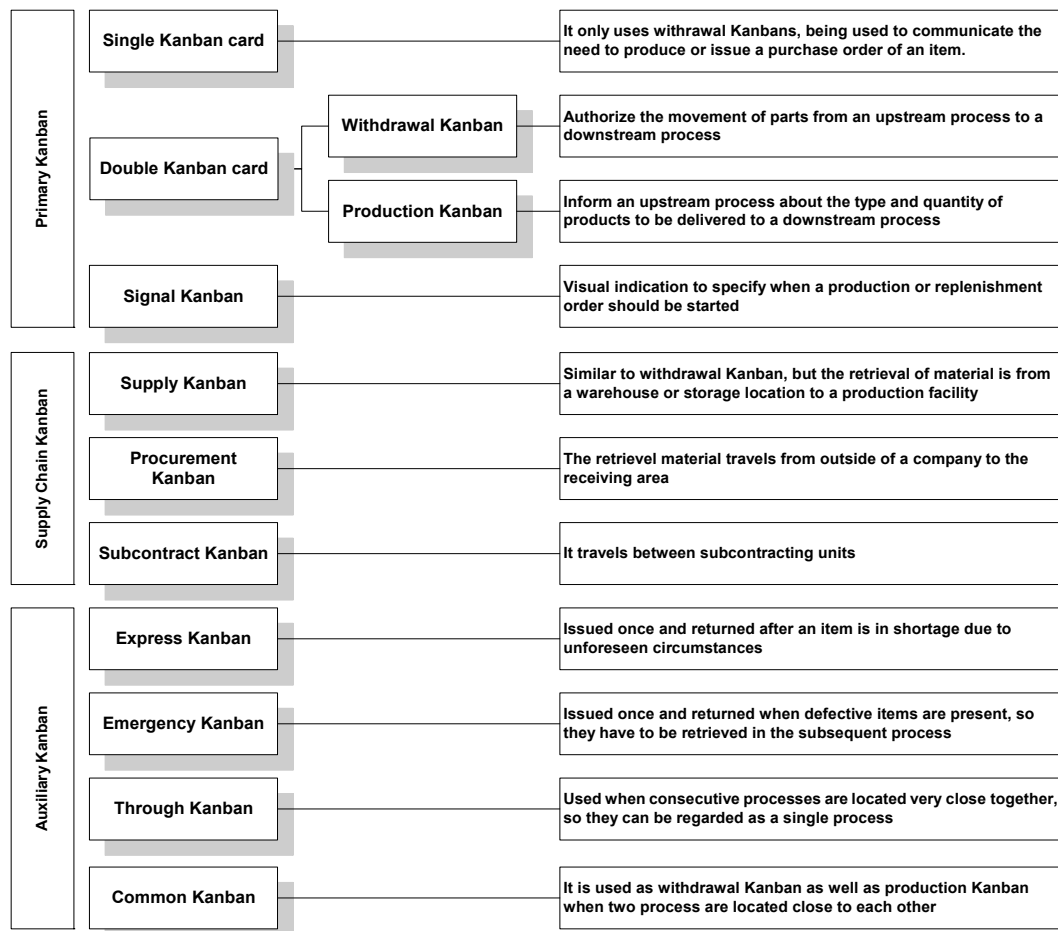 Primary Kanban
Single Kanban card
It only uses withrawal Kanbans, being used to communicate the
need to produce or issue a purchase order of an item.
Double Kanban card
Withdrawal Kanban
Authorize the movement of parts from an upstream process to a
downstream process
Production Kanban
Inform an upstream process about the type and quantity of
products to be delivered to a downstream process
Signal Kanban
Visual indication to specify when a production or replenishment
order should be started
Supply Chain Kanban
Supply Kanban
Similar to withdrawal Kanban, but the retrieval of material is from
a warehouse or storage location to a production facility
Procurement
Kanban
The retrievel material travels from outside of a company to the
receiving area
Subcontract Kanban
It travels between subcontracting units
Auxiliary Kanban
Express Kanban
Issued once and returned after an item is in shortage due to
unforeseen circumstances
Emergency Kanban
Issued once and returned when defective items are present, so
they have to be retrieved in the subsequent process
Through Kanban
Used when consecutive processes are located very close together,
so they can be regarded as a single process
Common Kanban
It is used as withdrawal Kanban as well as production Kanban
when two process are located close to each other